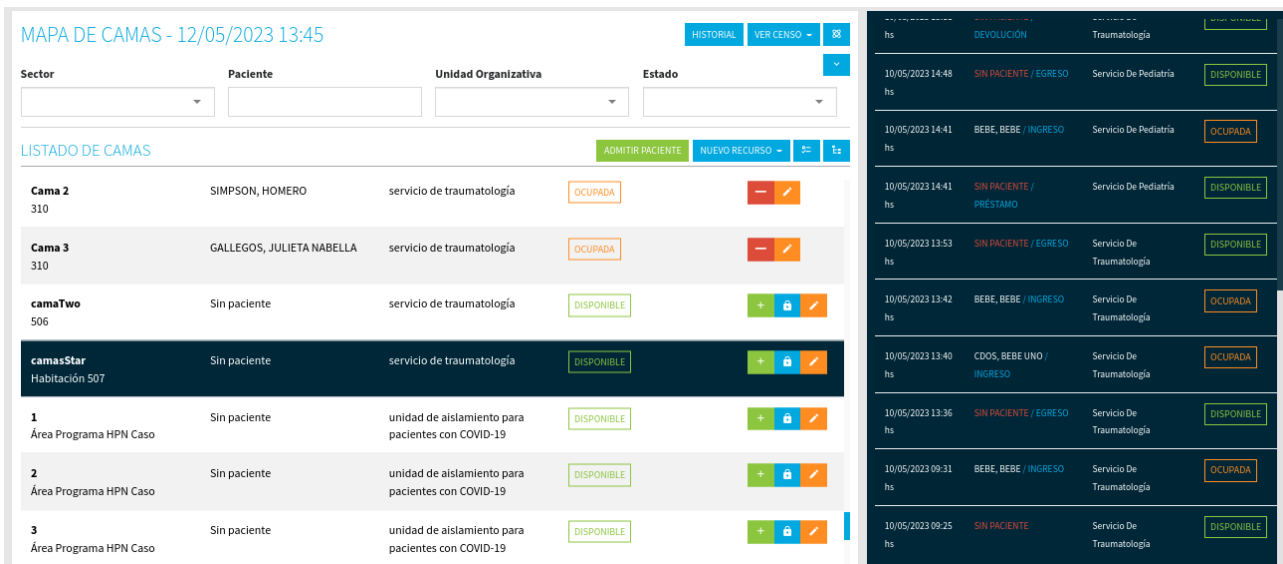 MAPA DE CAMAS - 12/05/2023 13:45
HISTORIAL
VER CENSO
Sector
Paciente
Unidad Organizativa
Estado
LISTADO DE CAMAS
ADMITIR PACIENTE
NUEVO RECURSO
Cama 2 SIMPSON, HOMERO servicio de traumatología OCUPADA
310
Cama 3 GALLEGOS, JULIETA NABELLA servicio de traumatología OCUPADA
310
camaTwo Sin paciente servicio de traumatología DISPONIBLE
506
camasStar Sin paciente servicio de traumatología DISPONIBLE
Habitación 507
1 Sin paciente unidad de aislamiento para DISPONIBLE
Área Programa HPN Caso pacientes con COVID-19
2 Sin paciente unidad de aislamiento para DISPONIBLE
Área Programa HPN Caso pacientes con COVID-19
3 Sin paciente unidad de aislamiento para DISPONIBLE
Área Programa HPN Caso pacientes con COVID-19
hs DEVOLUCIÓN Traumatología
10/05/2023 14:48 SIN PACIENTE / EGRESO Servicio De Pediatría DISPONIBLE
hs
10/05/2023 14:41 BEBE, BEBE / INGRESO Servicio De Pediatría OCUPADA
hs
10/05/2023 14:41 SIN PACIENTE / Servicio De Pediatría DISPONIBLE
hs PRÉSTAMO
10/05/2023 13:53 SIN PACIENTE / EGRESO Servicio De DISPONIBLE
hs Traumatología
10/05/2023 13:42 BEBE, BEBE / INGRESO Servicio De OCUPADA
hs Traumatología
10/05/2023 13:40 CDOS, BEBE UNO / Servicio De OCUPADA
hs INGRESO Traumatología
10/05/2023 13:36 SIN PACIENTE / EGRESO Servicio De DISPONIBLE
hs Traumatología
10/05/2023 09:31 BEBE, BEBE / INGRESO Servicio De OCUPADA
hs Traumatología
10/05/2023 09:25 SIN PACIENTE Servicio De DISPONIBLE
hs Traumatología